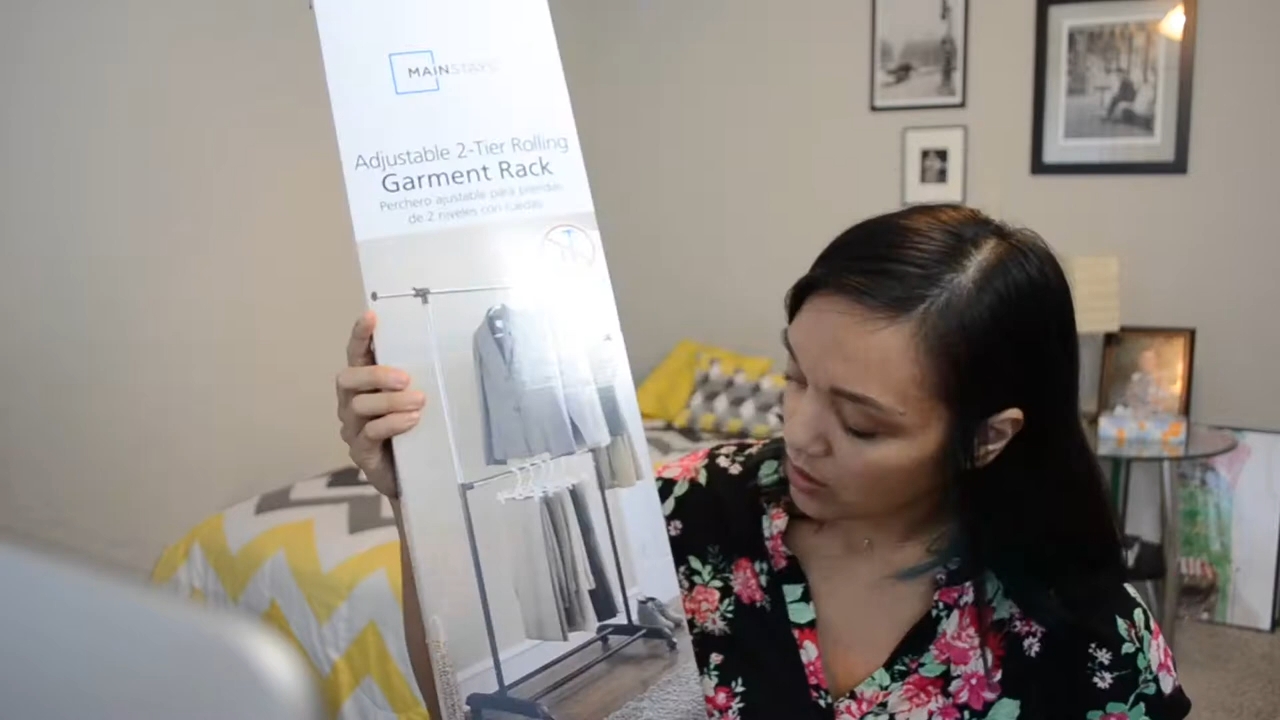 MAINSTAYS
Adjustable 2-Tier Rolling
Garment Rack
Perchero ajustable para prendas
de 2 niveles con ruedas